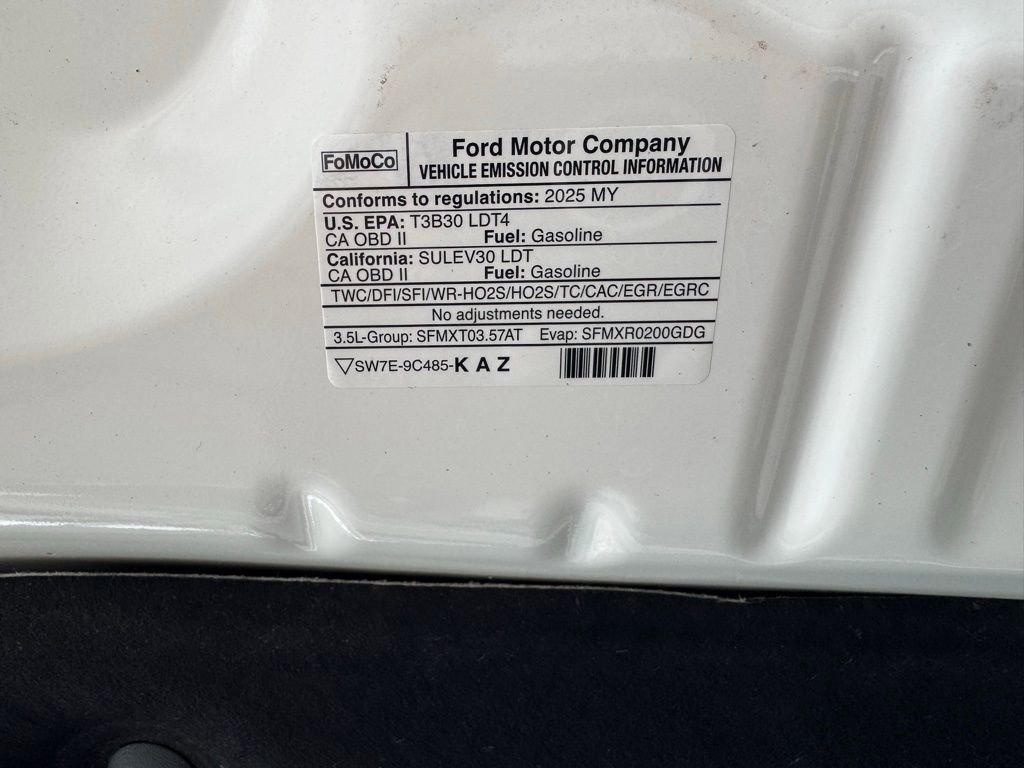 FoMoCo
Ford Motor Company
VEHICLE EMISSION CONTROL INFORMATION
Conforms to regulations: 2025 MY
U.S. EPA: T3B30 LDT4
CA OBD II Fuel: Gasoline
California: SULEV30 LDT
CA OBD II Fuel: Gasoline
TWC/DFI/SFI/WR-HO2S/HO2S/TC/CAC/EGR/EGRC
No adjustments needed.
3.5L-Group: SFMXT03.57AT Evap: SFMXR0200GDG
SW7E-9C485-K A Z